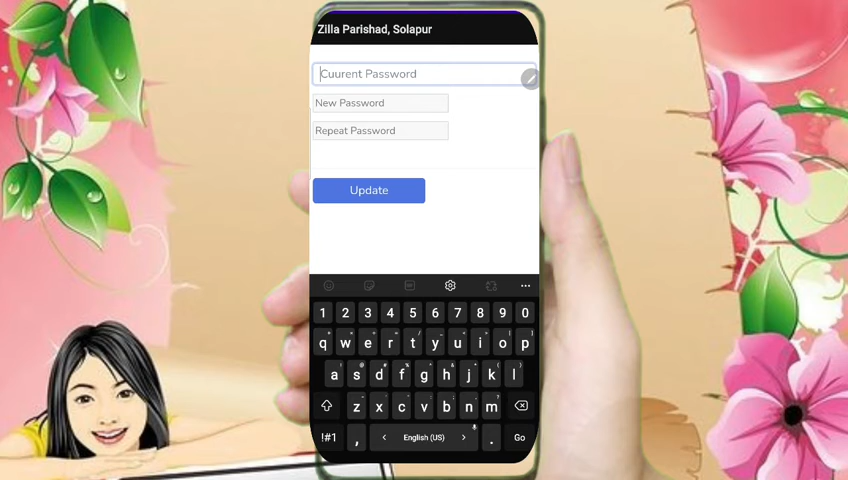 Zilla Parishad, Solapur
Cuurent Password
New Password
Repeat Password
Update
1 2 3 4 5 6 7 8 9 0
q w e r t y u i o p
a s d f g h j k l
z x c v b n m
!#1 , < English (US) > . Go